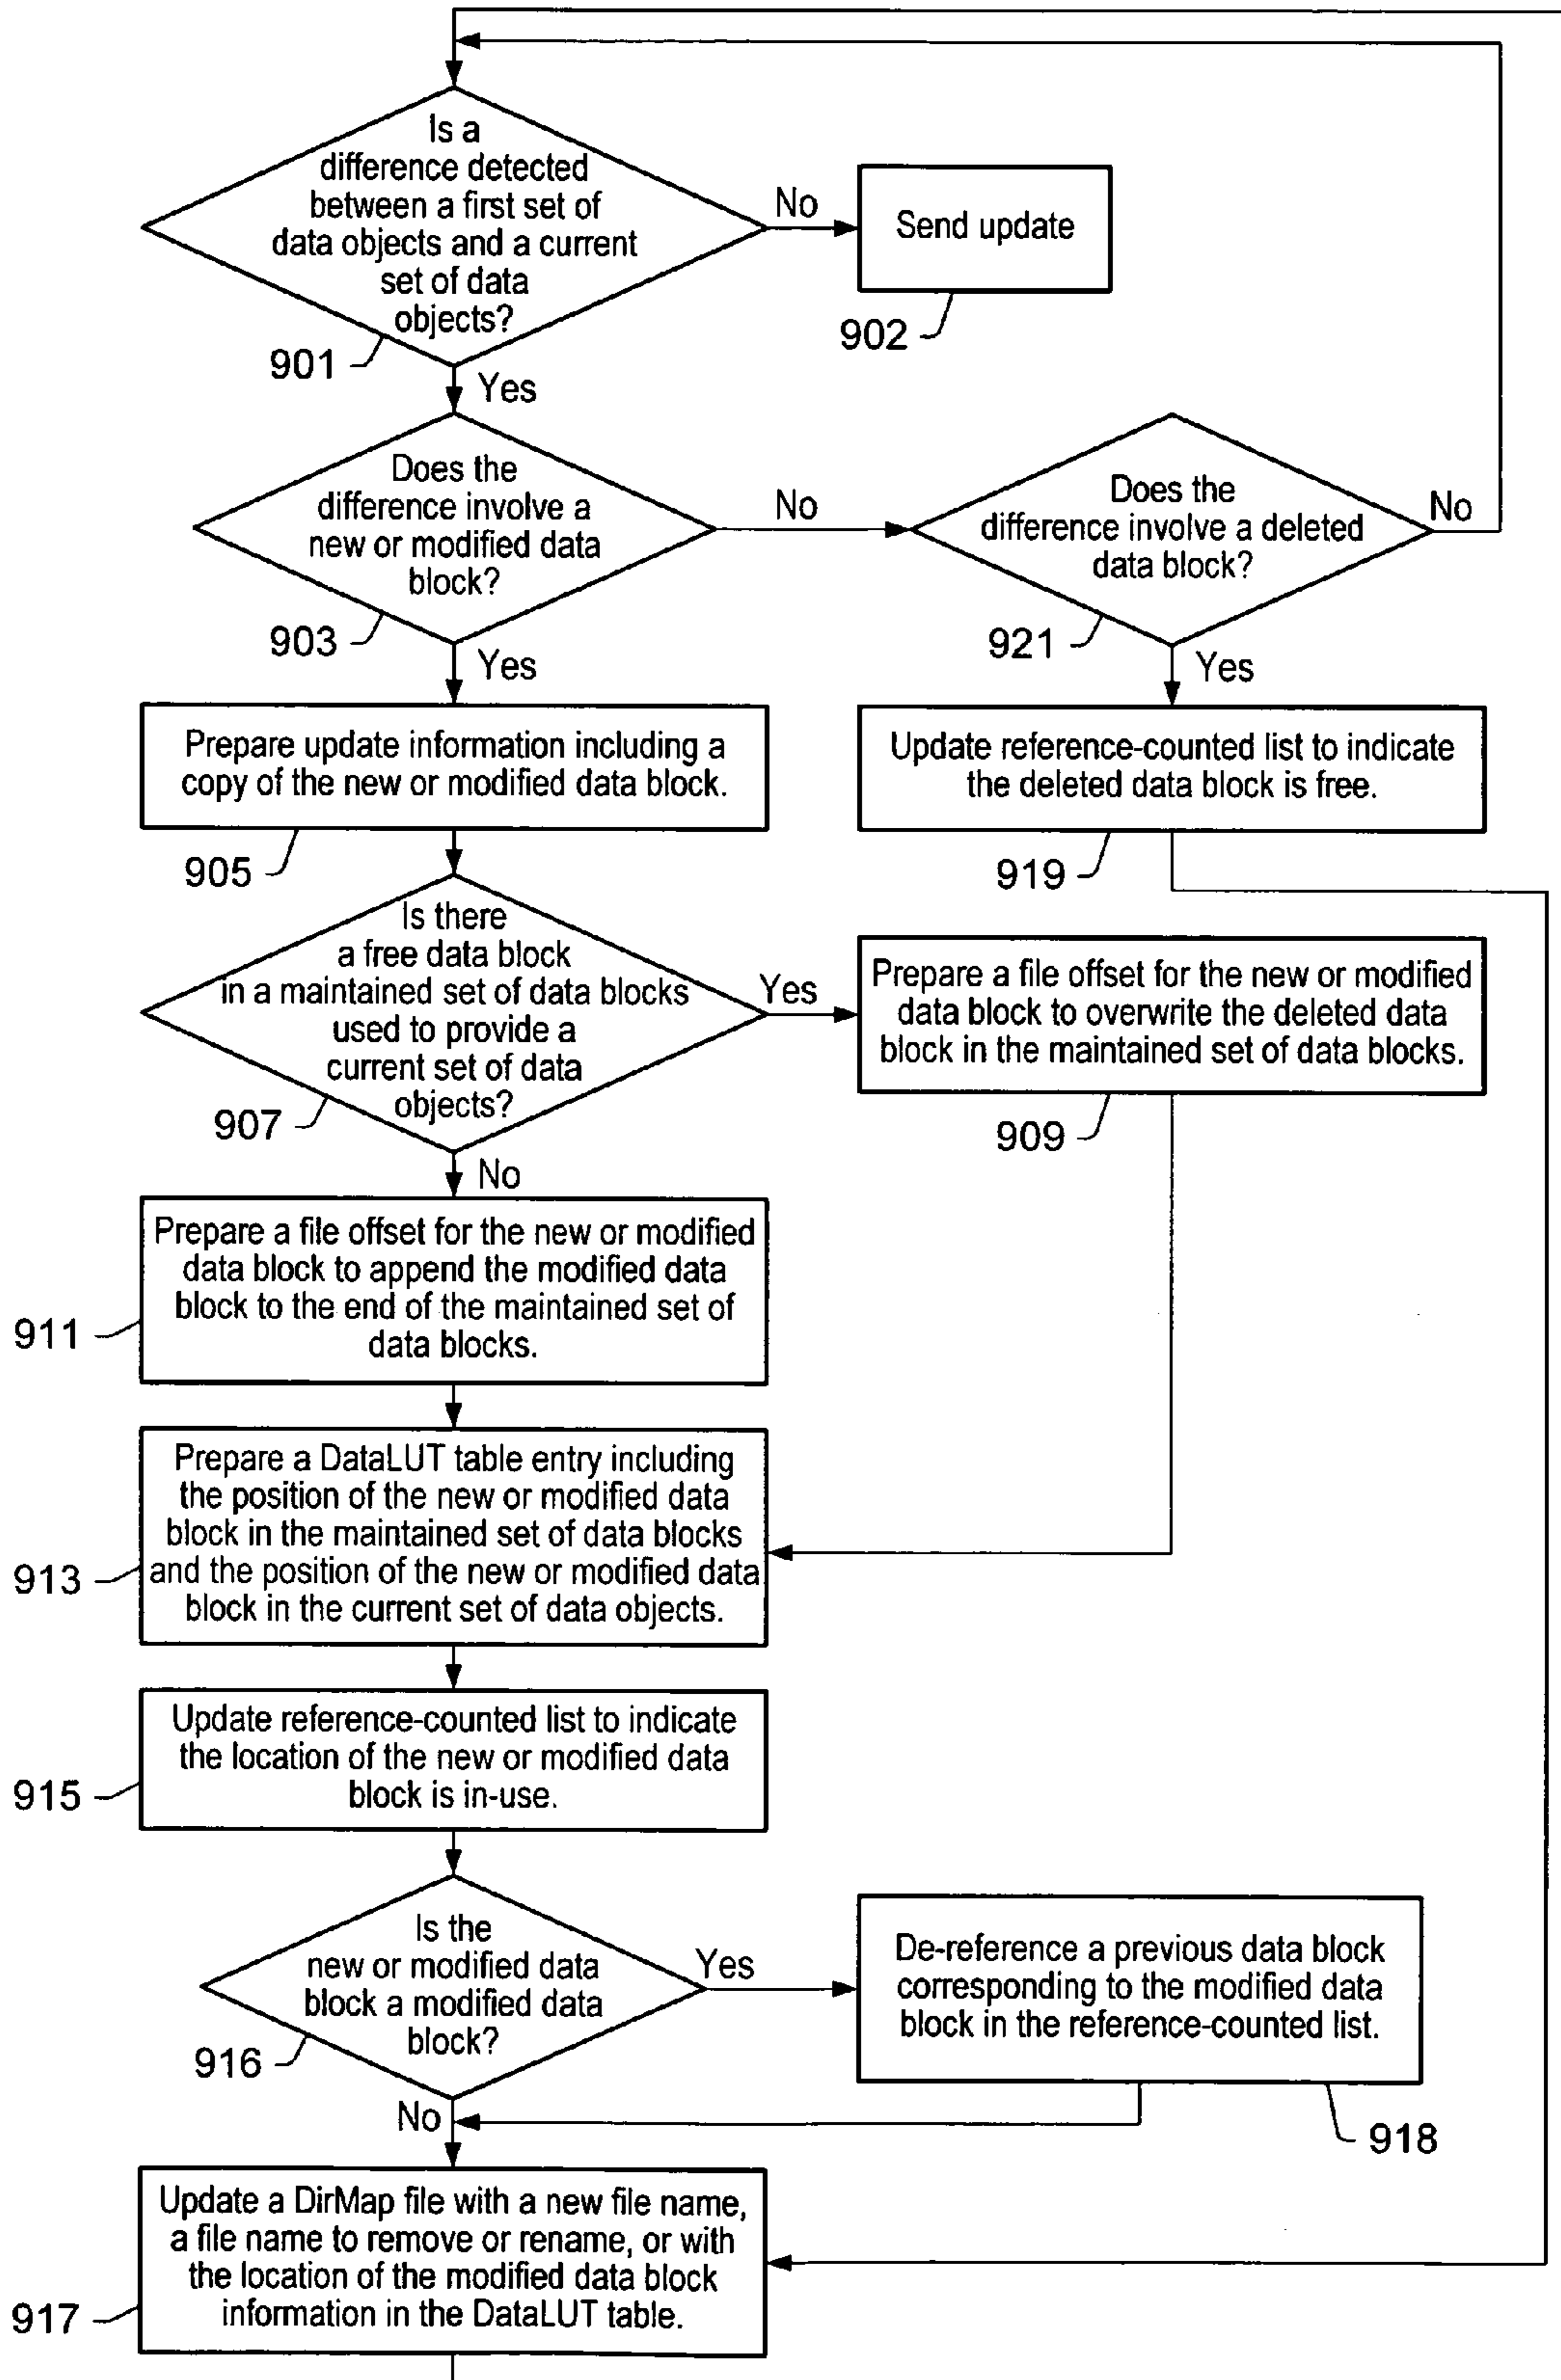 Is a
difference detected
between a first set of
data objects and a current
set of data
objects?
No
Send update
901
902
Yes
Does the
difference involve a
new or modified data
block?
No
Does the
difference involve a deleted
data block?
No
903
921
Yes
Yes
Prepare update information including a
copy of the new or modified data block.
Update reference-counted list to indicate
the deleted data block is free.
905
919
Is there
a free data block
in a maintained set of data blocks
used to provide a
current set of data
objects?
Yes
Prepare a file offset for the new or modified
data block to overwrite the deleted data
block in the maintained set of data blocks.
907
909
No
Prepare a file offset for the new or modified
data block to append the modified data
block to the end of the maintained set of
data blocks.
911
Prepare a DataLUT table entry including
the position of the new or modified data
block in the maintained set of data blocks
and the position of the new or modified data
block in the current set of data objects.
913
Update reference-counted list to indicate
the location of the new or modified data
block is in-use.
915
Is the
new or modified data
block a modified data
block?
Yes
De-reference a previous data block
corresponding to the modified data
block in the reference-counted list.
916
918
No
Update a DirMap file with a new file name,
a file name to remove or rename, or with
the location of the modified data block
information in the DataLUT table.
917